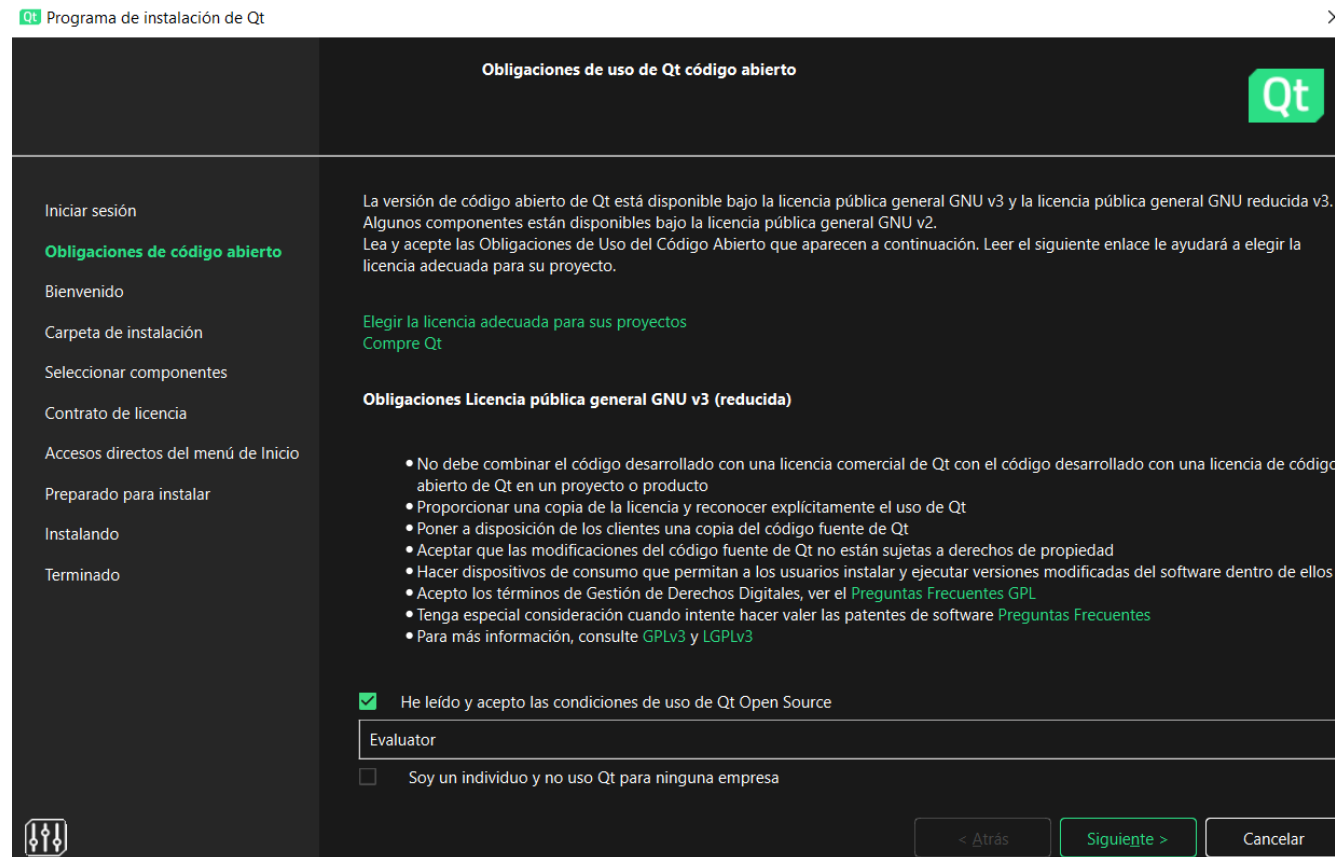 Qt Programa de instalación de Qt
Obligaciones de uso de Qt código abierto
Qt
Iniciar sesión
Obligaciones de código abierto
Bienvenido
Carpeta de instalación
Seleccionar componentes
Contrato de licencia
Accesos directos del menú de Inicio
Preparado para instalar
Instalando
Terminado
La versión de código abierto de Qt está disponible bajo la licencia pública general GNU v3 y la licencia pública general GNU reducida v3.
Algunos componentes están disponibles bajo la licencia pública general GNU v2.
Lea y acepte las Obligaciones de Uso del Código Abierto que aparecen a continuación. Leer el siguiente enlace le ayudará a elegir la
licencia adecuada para su proyecto.
Elegir la licencia adecuada para sus proyectos
Compre Qt
Obligaciones Licencia pública general GNU v3 (reducida)
• No debe combinar el código desarrollado con una licencia comercial de Qt con el código desarrollado con una licencia de código
abierto de Qt en un proyecto o producto
• Proporcionar una copia de la licencia y reconocer explícitamente el uso de Qt
• Poner a disposición de los clientes una copia del código fuente de Qt
• Aceptar que las modificaciones del código fuente de Qt no están sujetas a derechos de propiedad
• Hacer dispositivos de consumo que permitan a los usuarios instalar y ejecutar versiones modificadas del software dentro de ellos
• Acepto los términos de Gestión de Derechos Digitales, ver el Preguntas Frecuentes GPL
• Tenga especial consideración cuando intente hacer valer las patentes de software Preguntas Frecuentes
• Para más información, consulte GPLv3 y LGPLv3
He leído y acepto las condiciones de uso de Qt Open Source
Evaluator
Soy un individuo y no uso Qt para ninguna empresa
< Atrás
Siguiente >
Cancelar